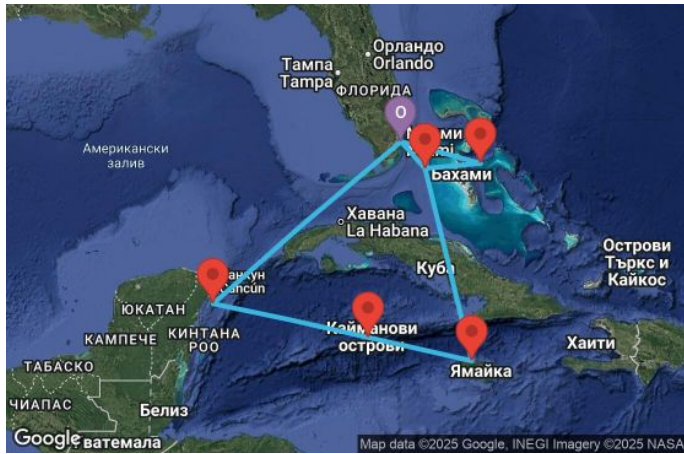 Орландо
Orlando
Тампа
Tampa
ФЛОРИДА
О
Американски
залив
Бахами
Хавана
La Habana
Острови
Търкс и
Кайкос
Куба
Cancún
ЮКАТАН
Кайманови
острови
КАМПЕЧЕ
КИНТАНА
РОО
Хаити
ТАБАСКО
Ямайка
Белиз
ЧИАПАС
Google
Гватемала
Map data ©2025 Google, INEGI Imagery ©2025 NASA